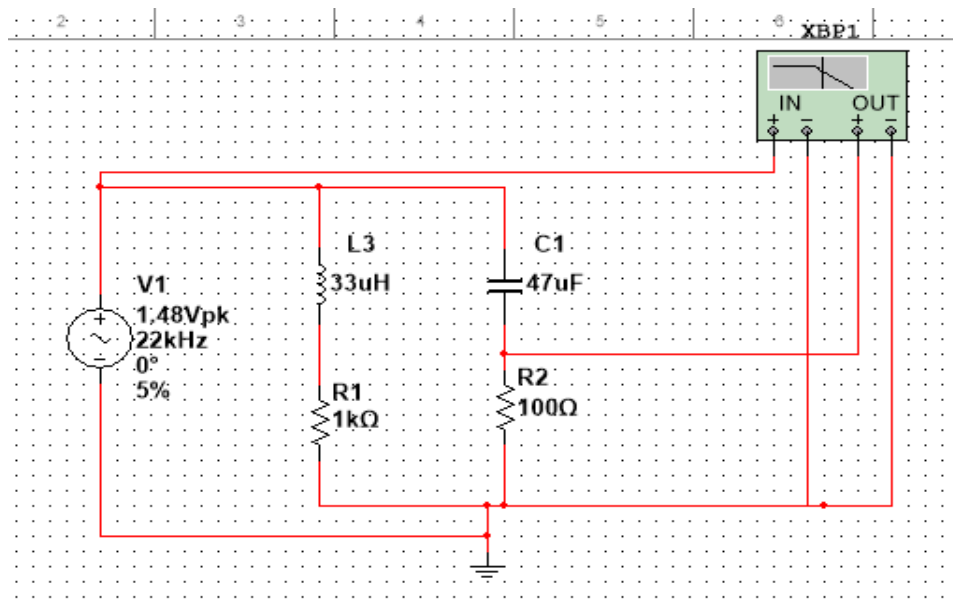 2 3 4 5 6
XBP1
IN OUT
+ − + −
L3
33uH
C1
47uF
V1
1,48Vpk
22kHz
0°
5%
R1
1kΩ
R2
100Ω